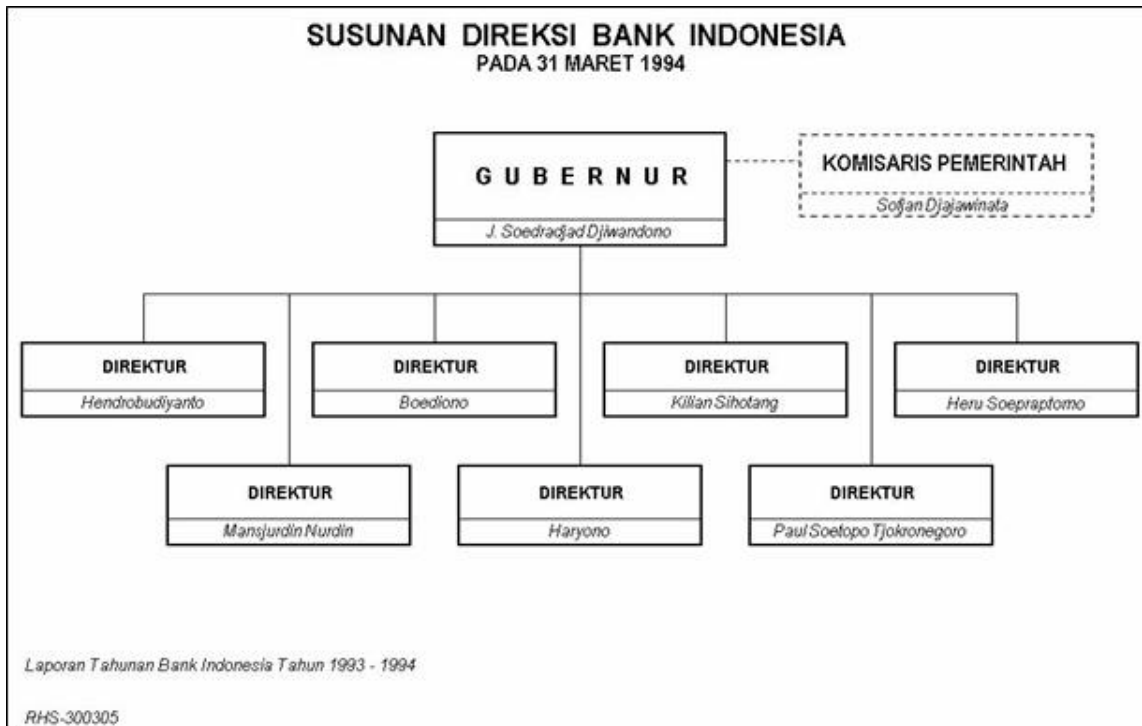 SUSUNAN DIREKSI BANK INDONESIA
PADA 31 MARET 1994
GUBERNUR
J. Soedradjad Djiwandono
KOMISARIS PEMERINTAH
Sofjan Djajawinata
DIREKTUR
Hendrobudiyanto
DIREKTUR
Boediono
DIREKTUR
Kilian Sihotang
DIREKTUR
Heru Soepraptomo
DIREKTUR
Mansjurdin Nurdin
DIREKTUR
Haryono
DIREKTUR
Paul Soetopo Tjokronegoro
Laporan Tahunan Bank Indonesia Tahun 1993 - 1994
RHS-300305